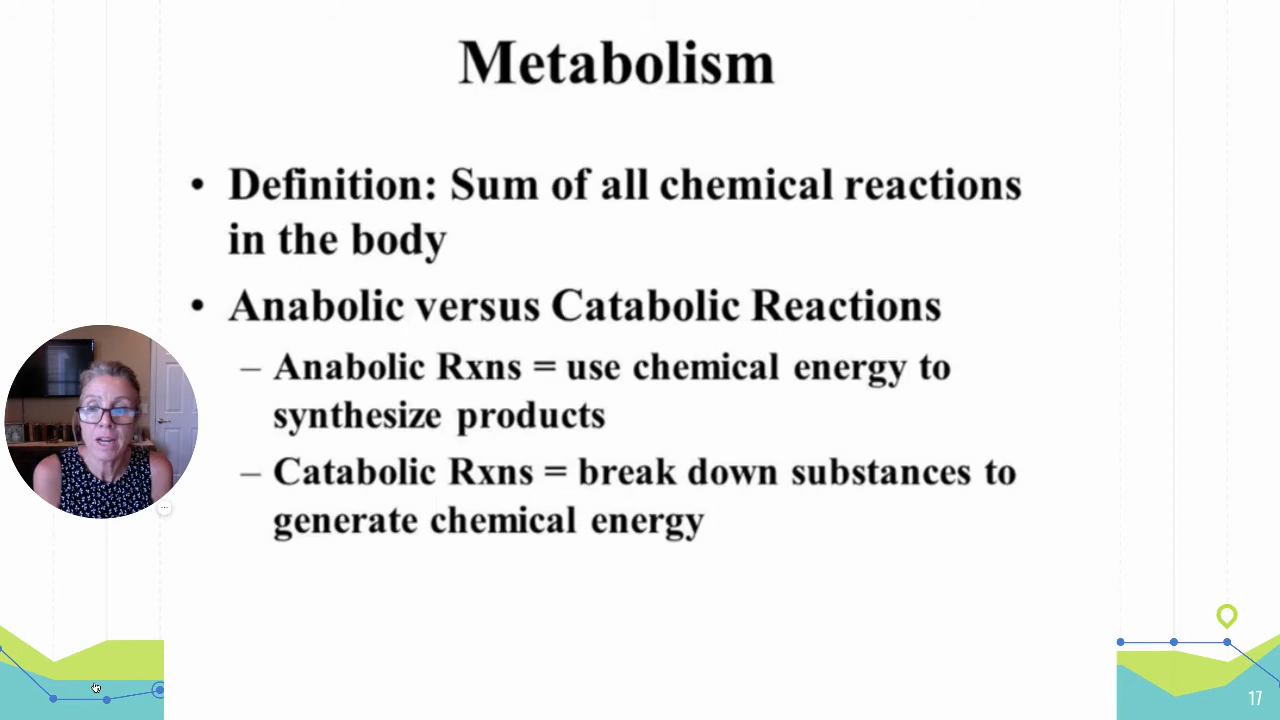 Metabolism
• Definition: Sum of all chemical reactions
in the body
• Anabolic versus Catabolic Reactions
– Anabolic Rxns = use chemical energy to
synthesize products
– Catabolic Rxns = break down substances to
generate chemical energy
17